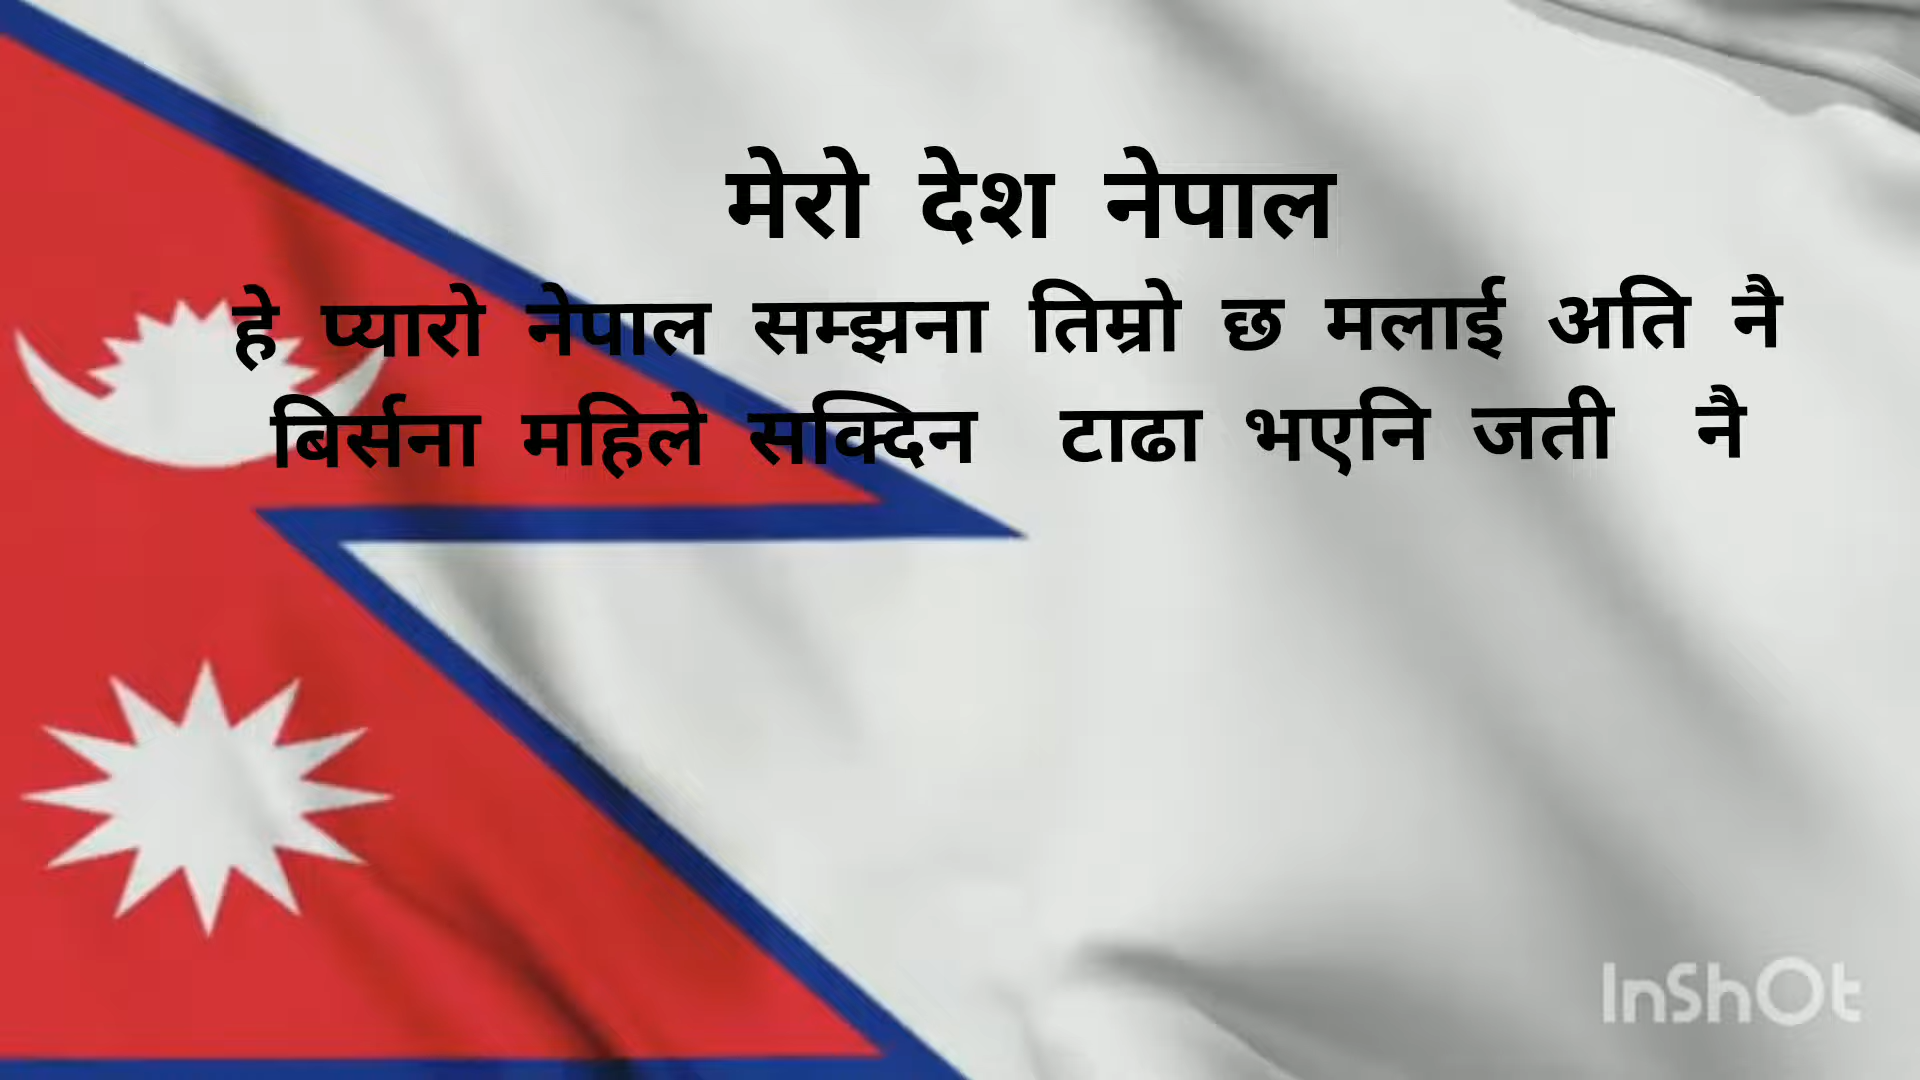 मेरो देश नेपाल
हे प्यारो नेपाल सम्झना तिम्रो छ मलाई अति नै
बिर्सना महिले सक्दिन टाढा भएनि जती नै
InShOt